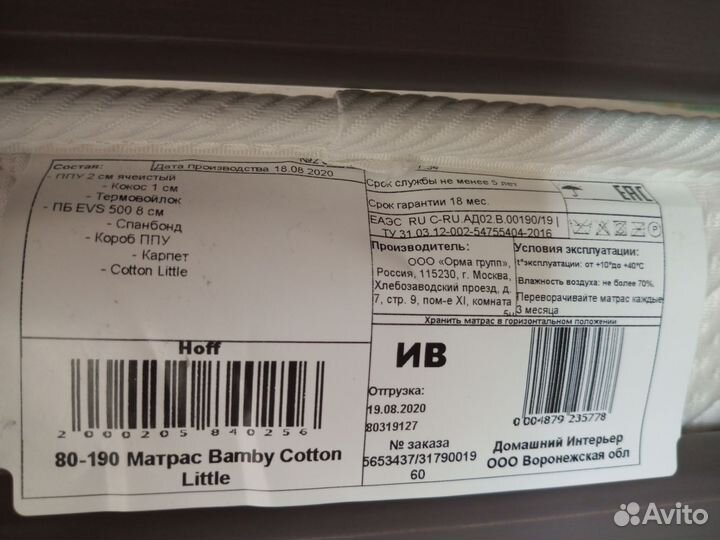 Состав:
Дата производства 18.08 2020
- ППУ 2 см ячеистый
- Кокос 1 см
- Термовойлок
- ПБ EVS 500 8 см
- Спанбонд
- Короб ППУ
- Карпет
- Cotton Little
Срок службы не менее 5 лет
Срок гарантии 18 мес.
ЕАЭС RU С-RU АД02.В.00190/19 |
ТУ 31.03.12-002-54755404-2016
EAC
Производитель:
ООО «Орма групп»,
Россия, 115230, г. Москва,
Хлебозаводский проезд, д.
7, стр. 9, пом-е XI, комната
Условия эксплуатации:
t°эксплуатации: от +10°до +40°С
Влажность воздуха: не более 70%.
Переворачивайте матрас каждые
3 месяца
Хранить матрас в горизонтальном положении
Hoff
2 000205 840256
80-190 Матрас Bamby Cotton
Little
ИВ
Отгрузка:
19.08.2020
80319127
№ заказа
5653437/31790019
60
0 004879 235778
Домашний Интерьер
ООО Воронежская обл
Avito